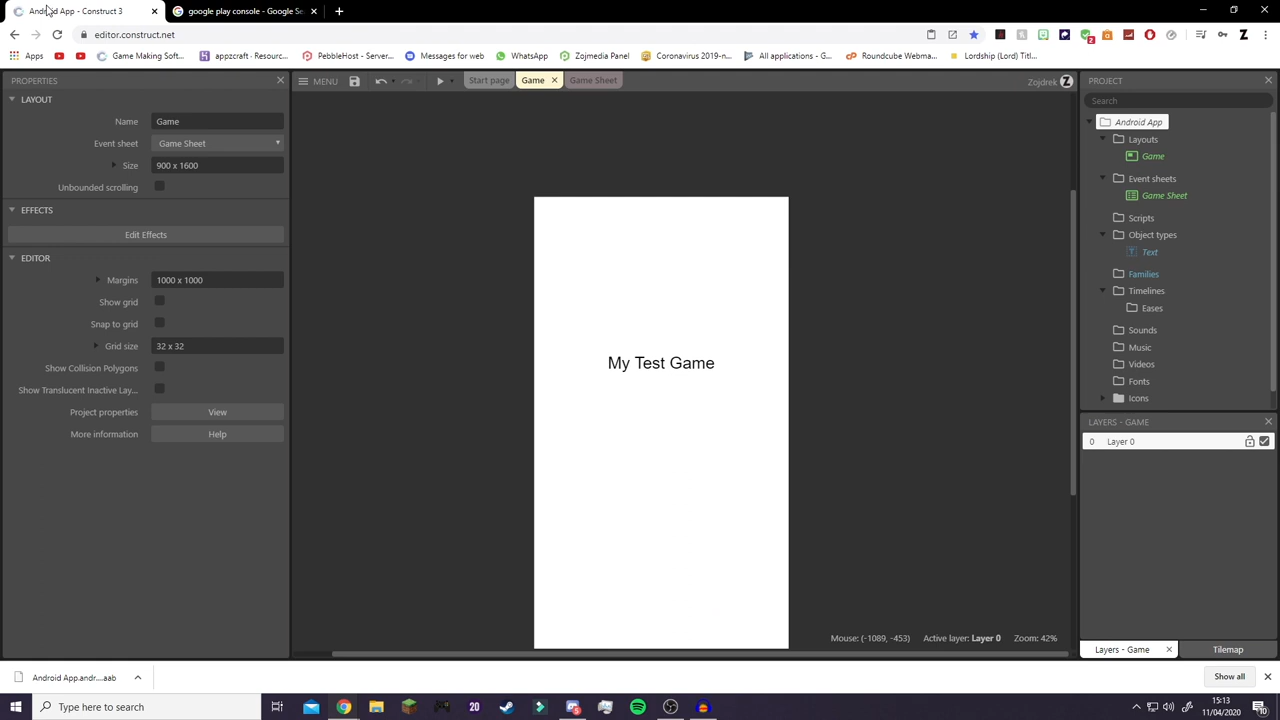 Android App - Construct 3
google play console - Google Se
editor.construct.net
Apps
Game Making Soft...
appzcraft - Resourc...
PebbleHost - Server...
Messages for web
WhatsApp
Zojmedia Panel
Coronavirus 2019-n...
All applications - G...
Roundcube Webma...
Lordship (Lord) Titl...
PROPERTIES
MENU
Start page
Game
Game Sheet
Zojdrek
PROJECT
LAYOUT
Search
Name Game
Event sheet Game Sheet
Size 900 x 1600
Unbounded scrolling
EFFECTS
Edit Effects
EDITOR
Margins 1000 x 1000
Show grid
Snap to grid
Grid size 32 x 32
Show Collision Polygons
Show Translucent Inactive Lay...
Project properties View
More information Help
My Test Game
Android App
Layouts
Game
Event sheets
Game Sheet
Scripts
Object types
Text
Families
Timelines
Eases
Sounds
Music
Videos
Fonts
Icons
LAYERS - GAME
0 Layer 0
Mouse: (-1089, -453) Active layer: Layer 0 Zoom: 42%
Layers - Game
Tilemap
Android App.andr....aab
Show all
Type here to search
20
15:13
11/04/2020